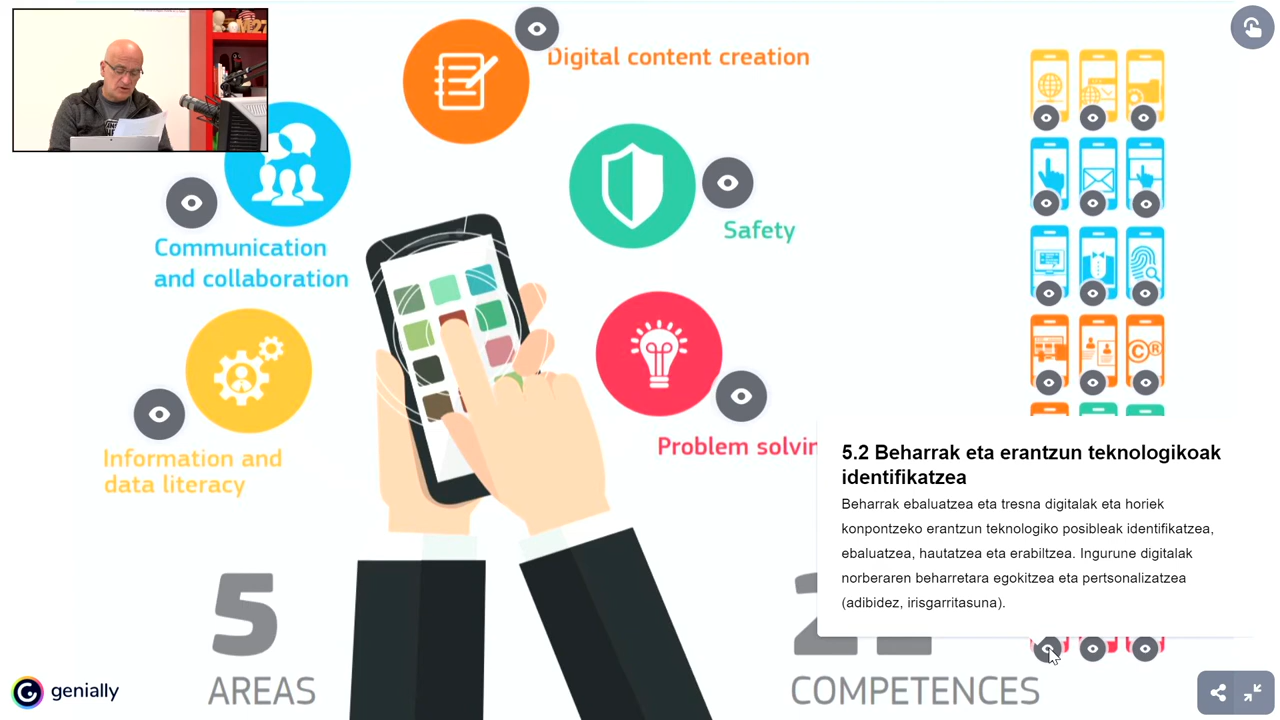 Digital content creation
Communication
and collaboration
Safety
Information and
data literacy
5.2 Beharrak eta erantzun teknologikoak
identifikatzea
Beharrak ebaluatzea eta tresna digitalak eta horiek
konpontzeko erantzun teknologiko posibleak identifikatzea,
ebaluatzea, hautatzea eta erabiltzea. Ingurune digitalak
norberaren beharretara egokitzea eta pertsonalizatzea
(adibidez, irisgarritasuna).
Problem solvin
5
AREAS
COMPETENCES
genially